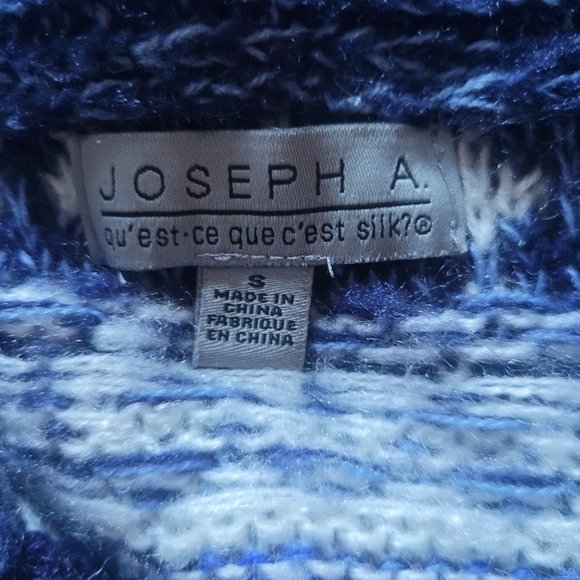 JOSEPH A.
qu'est-ce que c'est silk?®
S
MADE IN
CHINA
FABRIQUE
EN CHINA